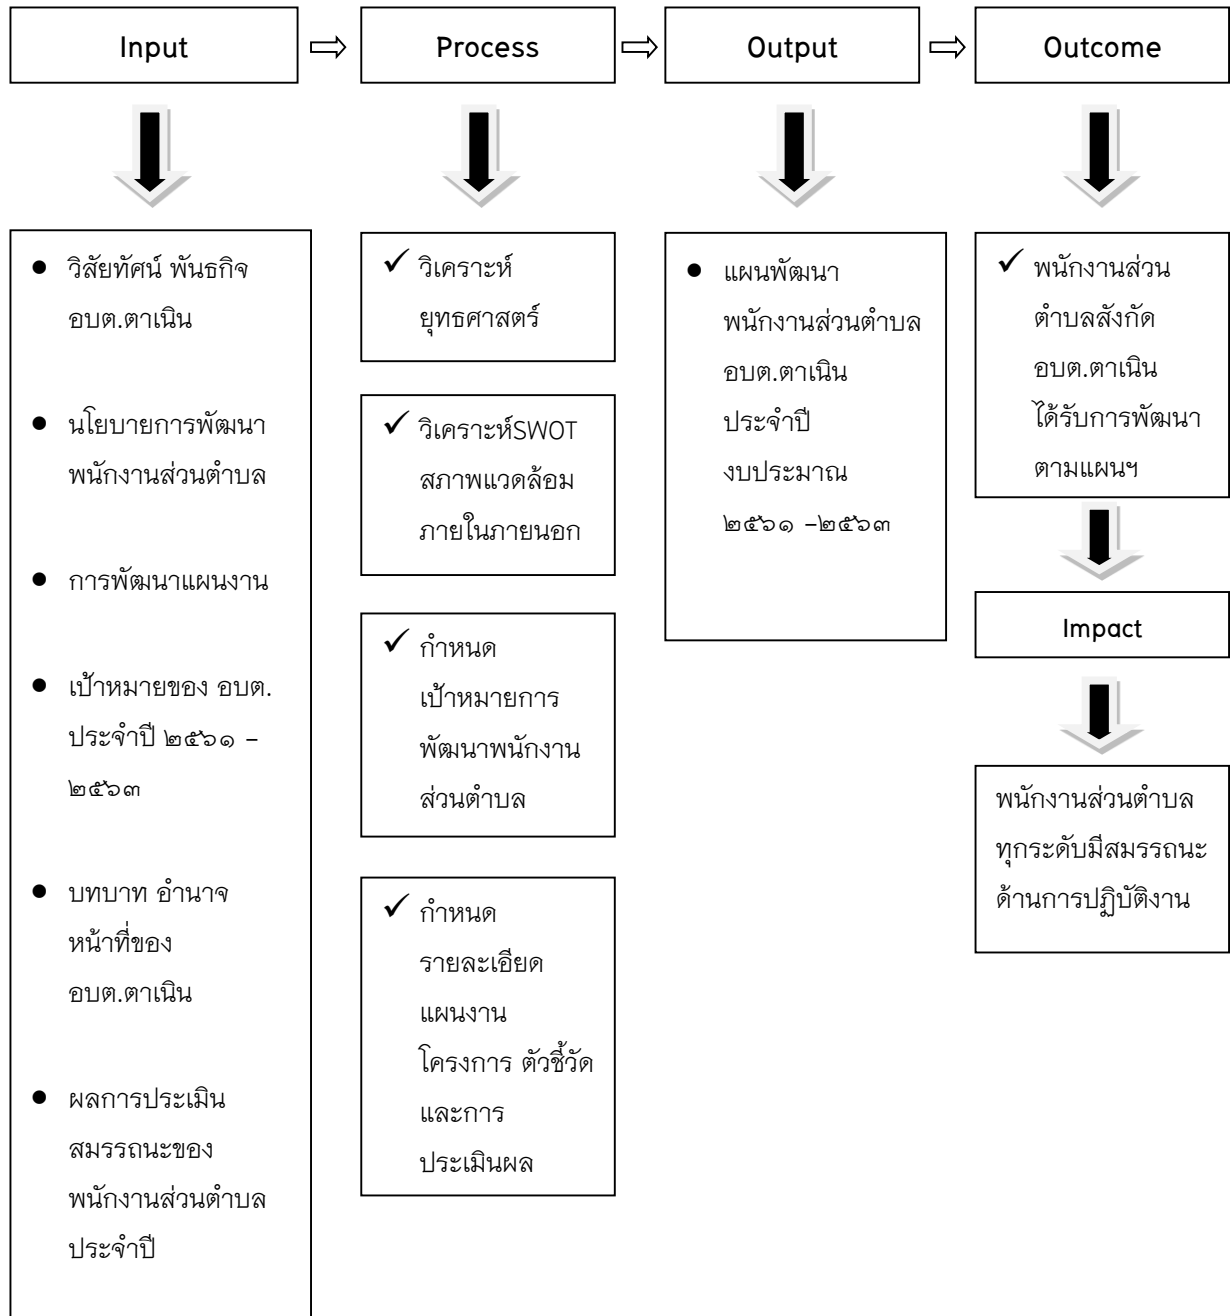 Input
Process
Output
Outcome
วิสัยทัศน์ พันธกิจ
อบต.ตาเนิน
นโยบายการพัฒนา
พนักงานส่วนตำบล
การพัฒนาแผนงาน
เป้าหมายของ อบต.
ประจำปี ๒๕๖๑ –
๒๕๖๓
บทบาท อำนาจ
หน้าที่ของ
อบต.ตาเนิน
ผลการประเมิน
สมรรถนะของ
พนักงานส่วนตำบล
ประจำปี
วิเคราะห์
ยุทธศาสตร์
วิเคราะห์SWOT
สภาพแวดล้อม
ภายในภายนอก
กำหนด
เป้าหมายการ
พัฒนาพนักงาน
ส่วนตำบล
กำหนด
รายละเอียด
แผนงาน
โครงการ ตัวชี้วัด
และการ
ประเมินผล
แผนพัฒนา
พนักงานส่วนตำบล
อบต.ตาเนิน
ประจำปี
งบประมาณ
๒๕๖๑ –๒๕๖๓
พนักงานส่วน
ตำบลสังกัด
อบต.ตาเนิน
ได้รับการพัฒนา
ตามแผนฯ
Impact
พนักงานส่วนตำบล
ทุกระดับมีสมรรถนะ
ด้านการปฏิบัติงาน